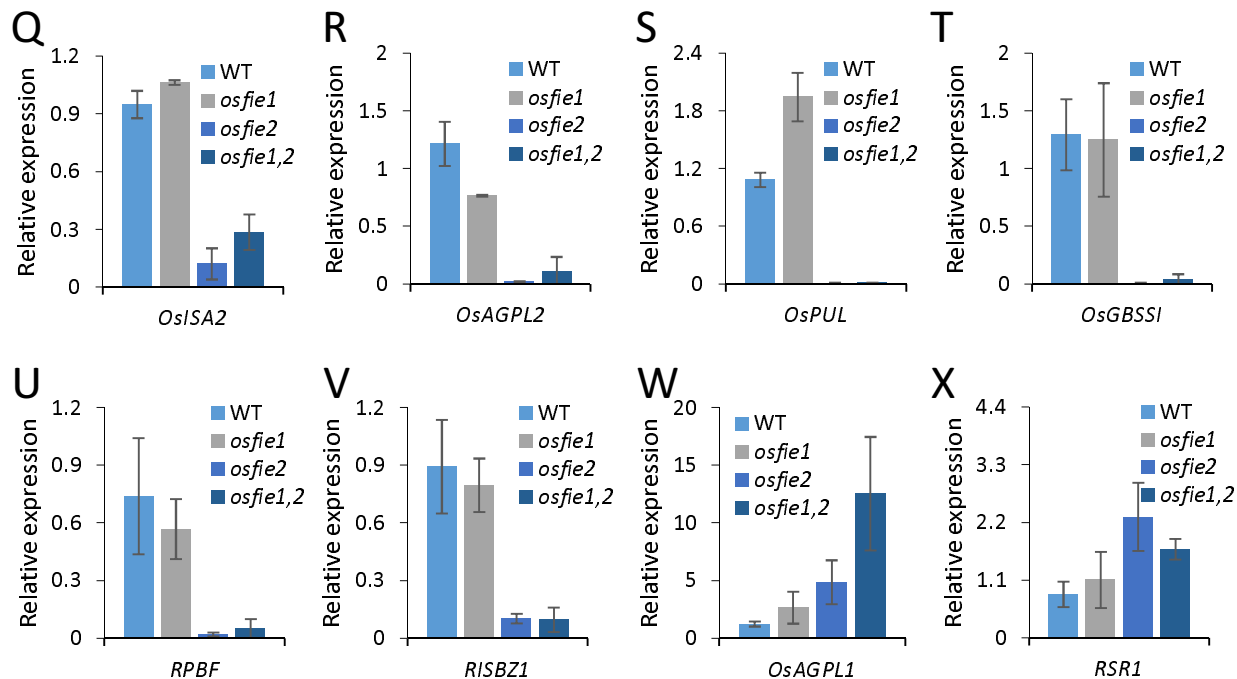 Q
Relative expression
1.2
0.9
0.6
0.3
0
WT
osfie1
osfie2
osfie1,2
OsISA2
R
Relative expression
2
1.5
1
0.5
0
WT
osfie1
osfie2
osfie1,2
OsAGPL2
S
Relative expression
2.4
1.8
1.2
0.6
0
WT
osfie1
osfie2
osfie1,2
OsPUL
T
Relative expression
2
1.5
1
0.5
0
WT
osfie1
osfie2
osfie1,2
OsGBSSI
U
Relative expression
1.2
0.9
0.6
0.3
0
WT
osfie1
osfie2
osfie1,2
RPBF
V
Relative expression
1.2
0.9
0.6
0.3
0
WT
osfie1
osfie2
osfie1,2
RISBZ1
W
Relative expression
20
15
10
5
0
WT
osfie1
osfie2
osfie1,2
OsAGPL1
X
Relative expression
4.4
3.3
2.2
1.1
0
WT
osfie1
osfie2
osfie1,2
RSR1